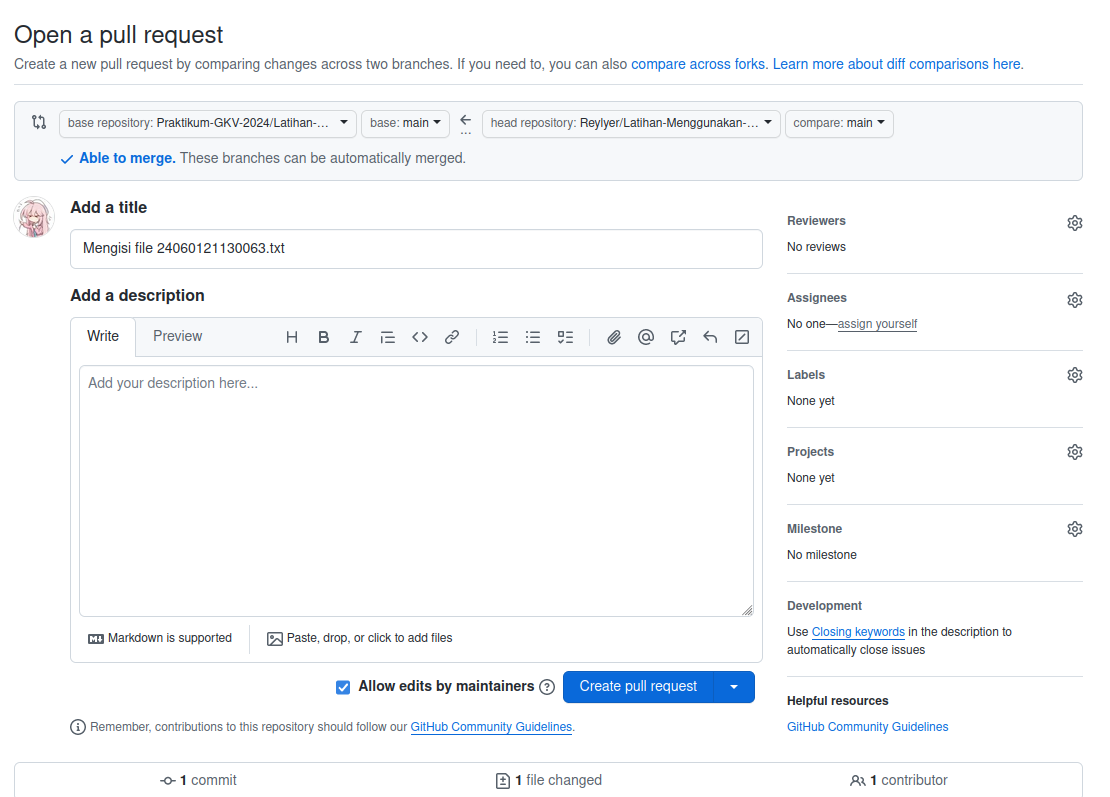 Open a pull request
Create a new pull request by comparing changes across two branches. If you need to, you can also compare across forks. Learn more about diff comparisons here.
base repository: Praktikum-GKV-2024/Latihan-... base: main ... head repository: Reylyer/Latihan-Menggunakan-... compare: main
Able to merge. These branches can be automatically merged.
Add a title
Mengisi file 24060121130063.txt
Add a description
Write Preview
Add your description here...
Markdown is supported Paste, drop, or click to add files
Allow edits by maintainers Create pull request
Remember, contributions to this repository should follow our GitHub Community Guidelines.
Reviewers
No reviews
Assignees
No one—assign yourself
Labels
None yet
Projects
None yet
Milestone
No milestone
Development
Use Closing keywords in the description to
automatically close issues
Helpful resources
GitHub Community Guidelines
1 commit 1 file changed 1 contributor